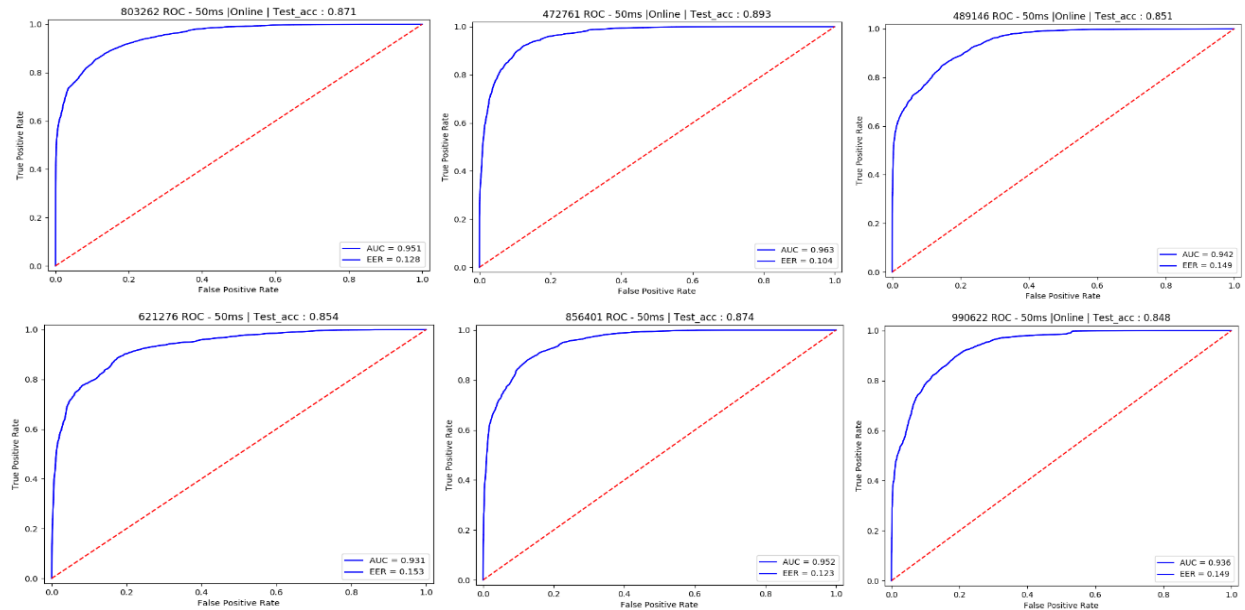 803262 ROC - 50ms |Online | Test_acc : 0.871
1.0
0.8
0.6
0.4
0.2
0.0
True Positive Rate
AUC = 0.951
EER = 0.128
0.0 0.2 0.4 0.6 0.8 1.0
False Positive Rate
472761 ROC - 50ms |Online | Test_acc : 0.893
1.0
0.8
0.6
0.4
0.2
0.0
True Positive Rate
AUC = 0.963
EER = 0.104
0.0 0.2 0.4 0.6 0.8 1.0
False Positive Rate
489146 ROC - 50ms |Online | Test_acc : 0.851
1.0
0.8
0.6
0.4
0.2
0.0
True Positive Rate
AUC = 0.942
EER = 0.149
0.0 0.2 0.4 0.6 0.8 1.0
False Positive Rate
621276 ROC - 50ms | Test_acc : 0.854
1.0
0.8
0.6
0.4
0.2
0.0
True Positive Rate
AUC = 0.931
EER = 0.153
0.0 0.2 0.4 0.6 0.8 1.0
False Positive Rate
856401 ROC - 50ms | Test_acc : 0.874
1.0
0.8
0.6
0.4
0.2
0.0
True Positive Rate
AUC = 0.952
EER = 0.123
0.0 0.2 0.4 0.6 0.8 1.0
False Positive Rate
990622 ROC - 50ms |Online | Test_acc : 0.848
1.0
0.8
0.6
0.4
0.2
0.0
True Positive Rate
AUC = 0.936
EER = 0.149
0.0 0.2 0.4 0.6 0.8 1.0
False Positive Rate